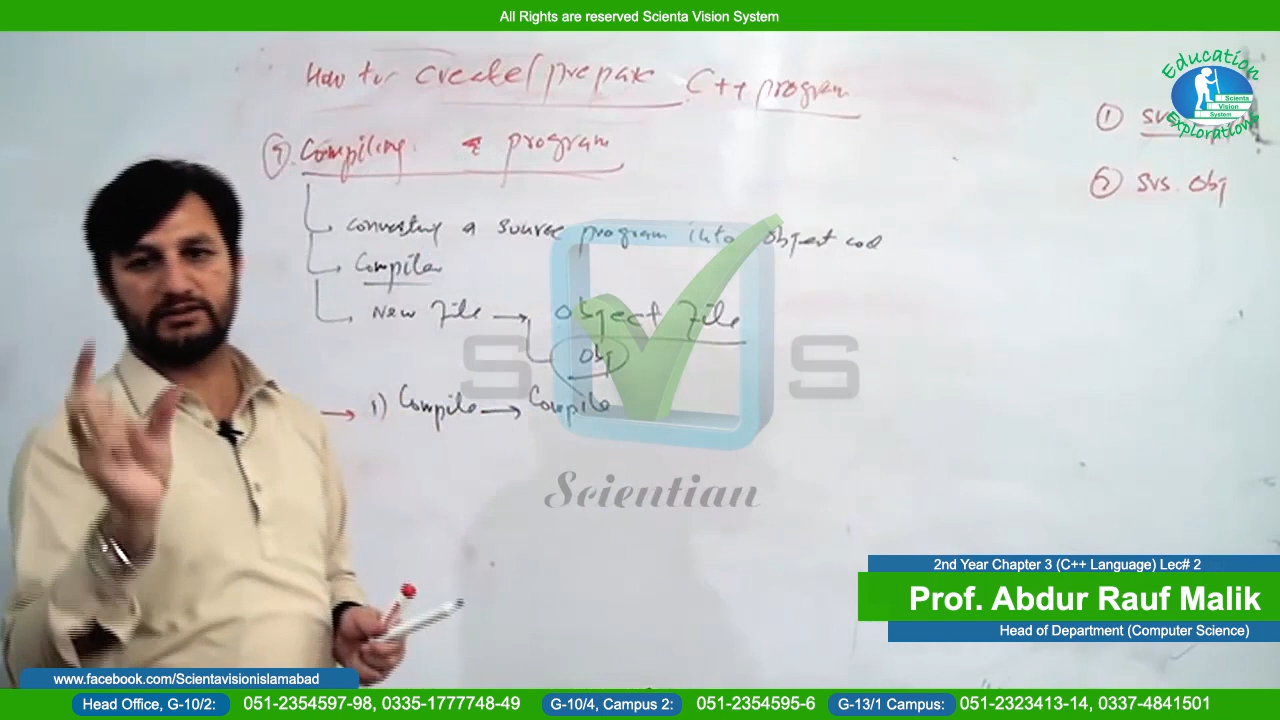 All Rights are reserved Scienta Vision System
How to create/prepare C++ program
Education
Scienta
Vision
System
Explorations
① svs
② svs. obj
Compiling a program
converting a source program into object cod
Compiler
New File → Object File
obj
1) Compile → Compile
S V S
Scientian
2nd Year Chapter 3 (C++ Language) Lec# 2
Prof. Abdur Rauf Malik
Head of Department (Computer Science)
www.facebook.com/Scientavisionislamabad
Head Office, G-10/2: 051-2354597-98, 0335-1777748-49 G-10/4, Campus 2: 051-2354595-6 G-13/1 Campus: 051-2323413-14, 0337-4841501